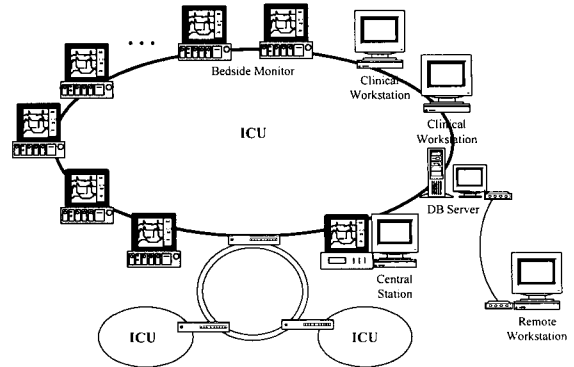 Bedside Monitor
Clinical
Workstation
Clinical
Workstation
ICU
DB Server
Central
Station
ICU
ICU
Remote
Workstation